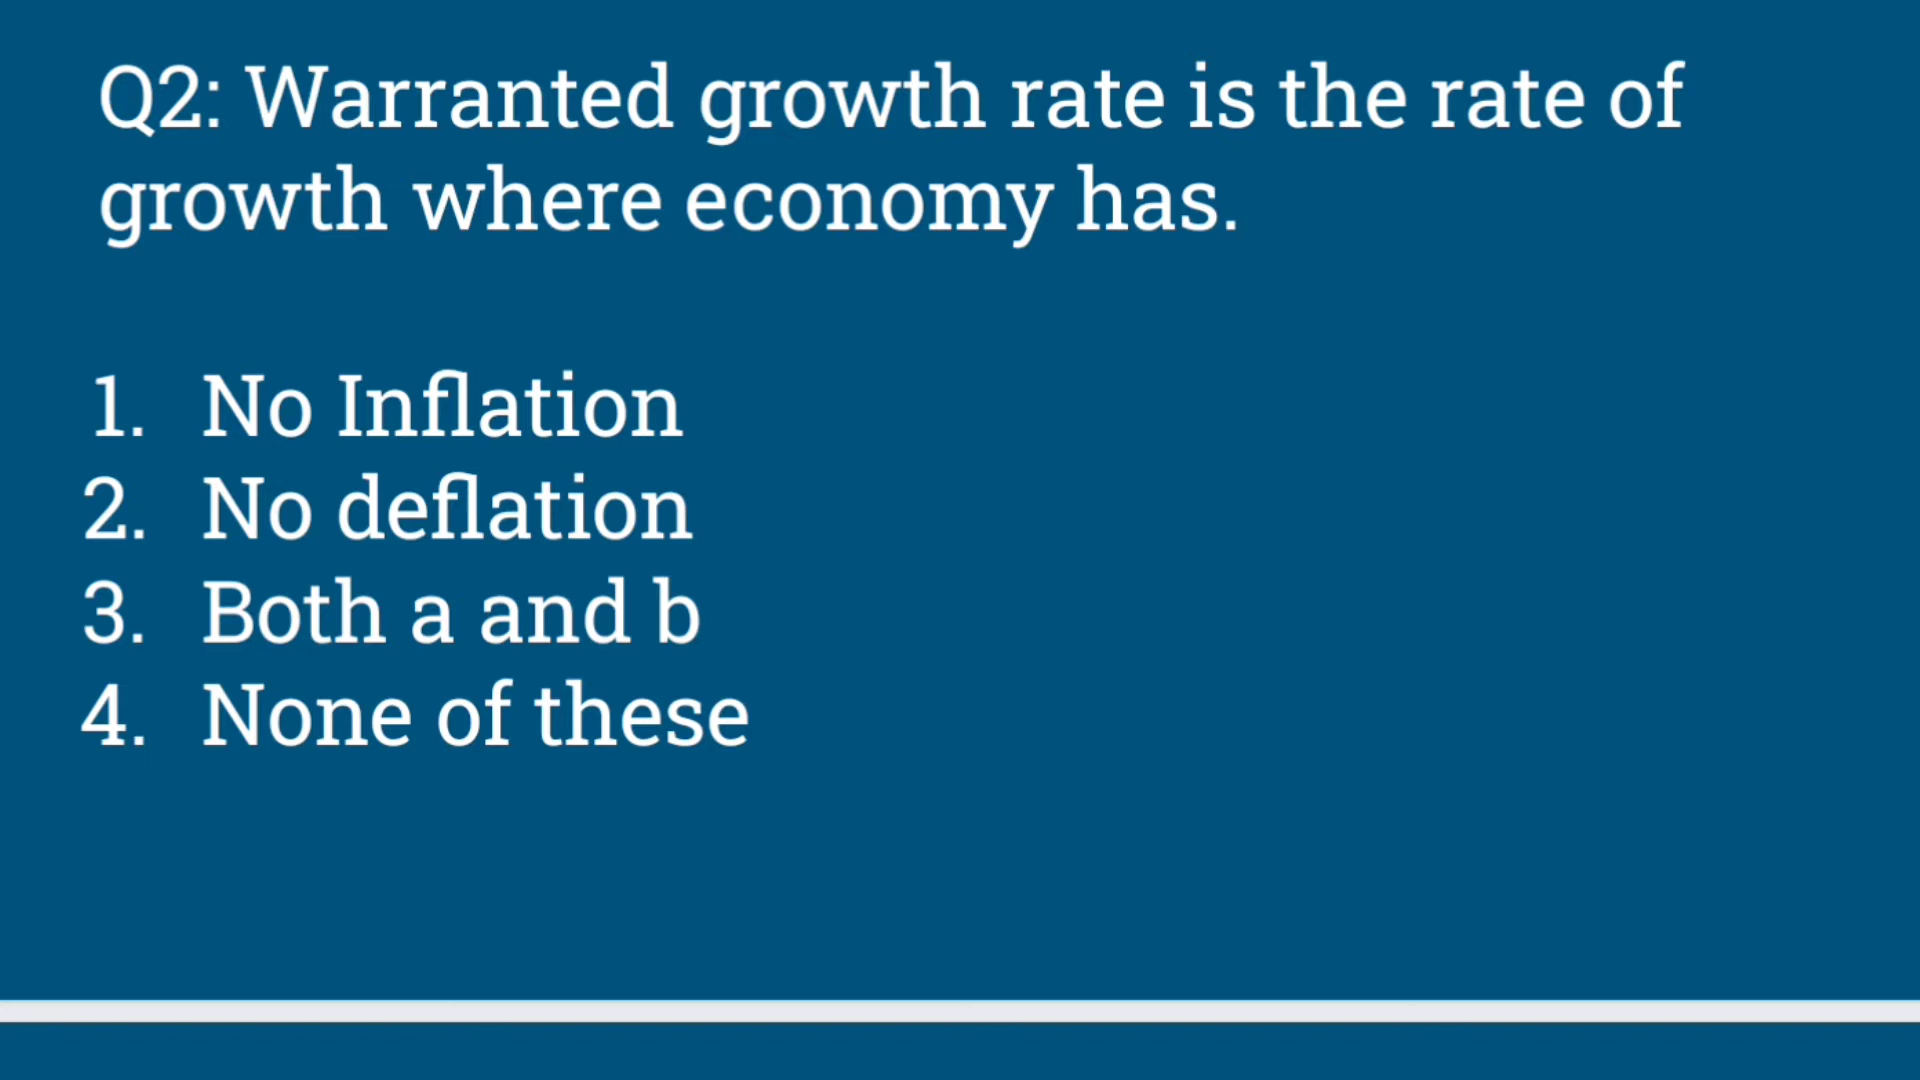 Q2: Warranted growth rate is the rate of
growth where economy has.
1. No Inflation
2. No deflation
3. Both a and b
4. None of these